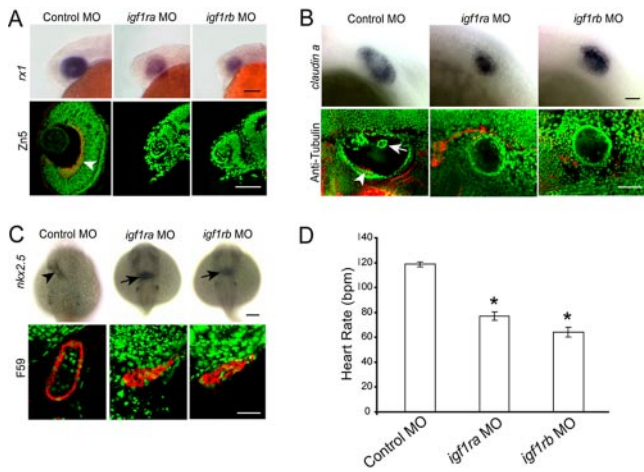 A
Control MO igf1ra MO igf1rb MO
rx1
Zn5
B
Control MO igf1ra MO igf1rb MO
claudin a
Anti-Tubulin
C
Control MO igf1ra MO igf1rb MO
nkx2.5
F59
D
Heart Rate (bpm)
140
120
100
80
60
40
20
0
* *
Control MO
igf1ra MO
igf1rb MO